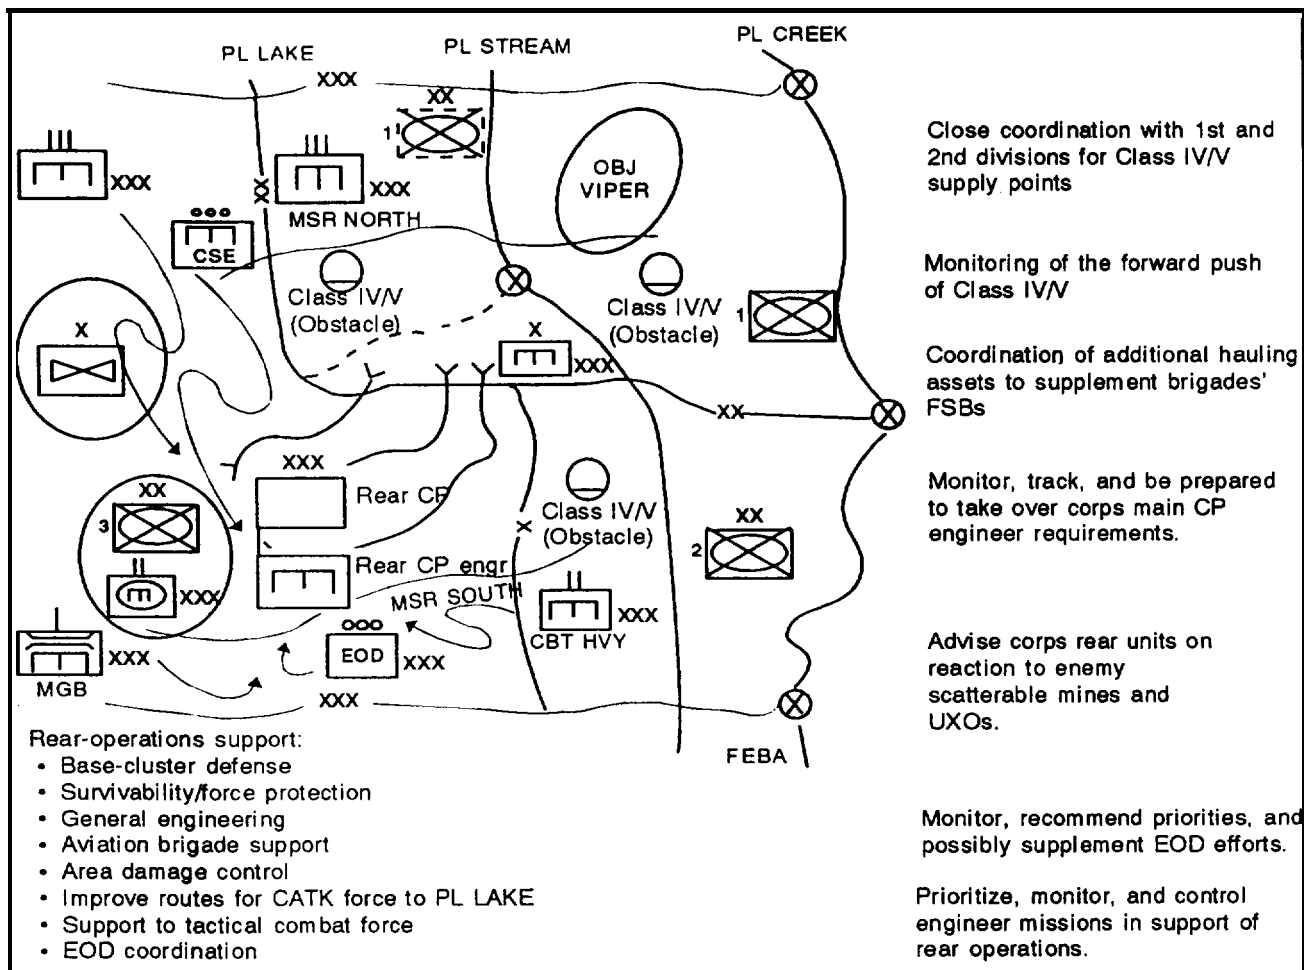 PL LAKE
PL STREAM
PL CREEK
XXX
XX
1
XXX
XX
XXX
OBJ
VIPER
MSR NORTH
CSE
Class IV/V
(Obstacle)
Class IV/V
(Obstacle)
1
X
X
XXX
XX
XXX
Rear CP
XX
3
Class IV/V
(Obstacle)
X
XX
2
Rear CP engr
XXX
MSR SOUTH
XXX
CBT HVY
EOD
XXX
XXX
MGB
XXX
FEBA
Close coordination with 1st and
2nd divisions for Class IV/V
supply points
Monitoring of the forward push
of Class IV/V
Coordination of additional hauling
assets to supplement brigades'
FSBs
Monitor, track, and be prepared
to take over corps main CP
engineer requirements.
Advise corps rear units on
reaction to enemy
scatterable mines and
UXOs.
Monitor, recommend priorities, and
possibly supplement EOD efforts.
Prioritize, monitor, and control
engineer missions in support of
rear operations.
Rear-operations support:
• Base-cluster defense
• Survivability/force protection
• General engineering
• Aviation brigade support
• Area damage control
• Improve routes for CATK force to PL LAKE
• Support to tactical combat force
• EOD coordination